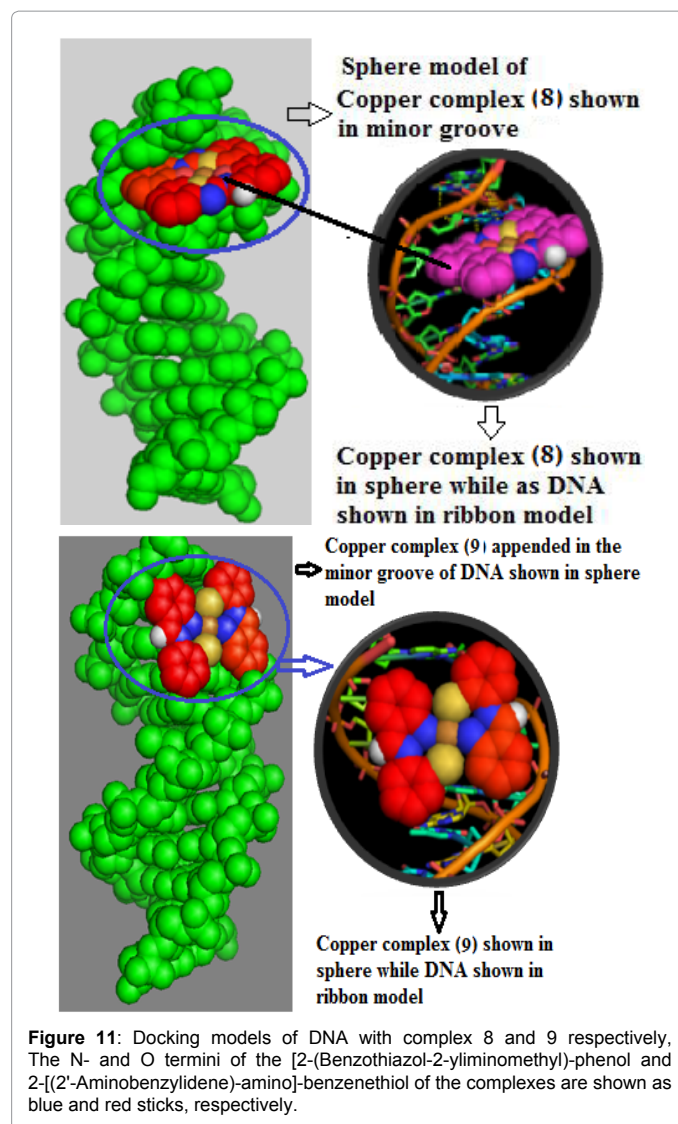 Sphere model of
Copper complex (8) shown
in minor groove
Copper complex (8) shown
in sphere while as DNA
shown in ribbon model
Copper complex (9) appended in the
minor groove of DNA shown in sphere
model
Copper complex (9) shown in
sphere while DNA shown in
ribbon model
Figure 11: Docking models of DNA with complex 8 and 9 respectively,
The N- and O termini of the [2-(Benzothiazol-2-yliminomethyl)-phenol and
2-[(2'-Aminobenzylidene)-amino]-benzenethiol of the complexes are shown as
blue and red sticks, respectively.